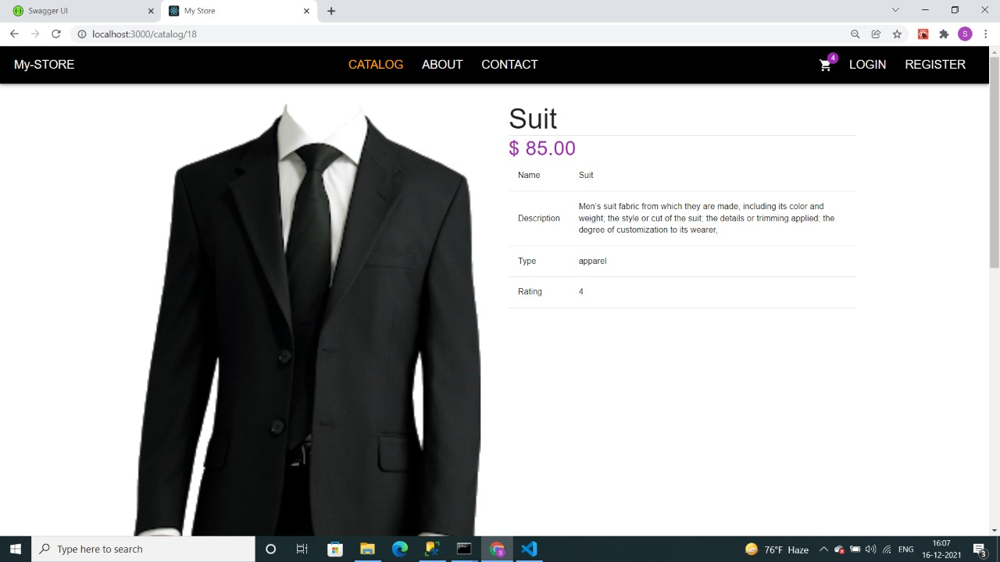 Swagger UI
My Store
localhost:3000/catalog/18
S
My-STORE
CATALOG ABOUT CONTACT
4
LOGIN REGISTER
Suit
$ 85.00
Name Suit
Description
Men's suit fabric from which they are made, including its color and
weight; the style or cut of the suit; the details or trimming applied; the
degree of customization to its wearer,
Type apparel
Rating 4
Type here to search
76°F Haze
ENG
16:07
16-12-2021
3